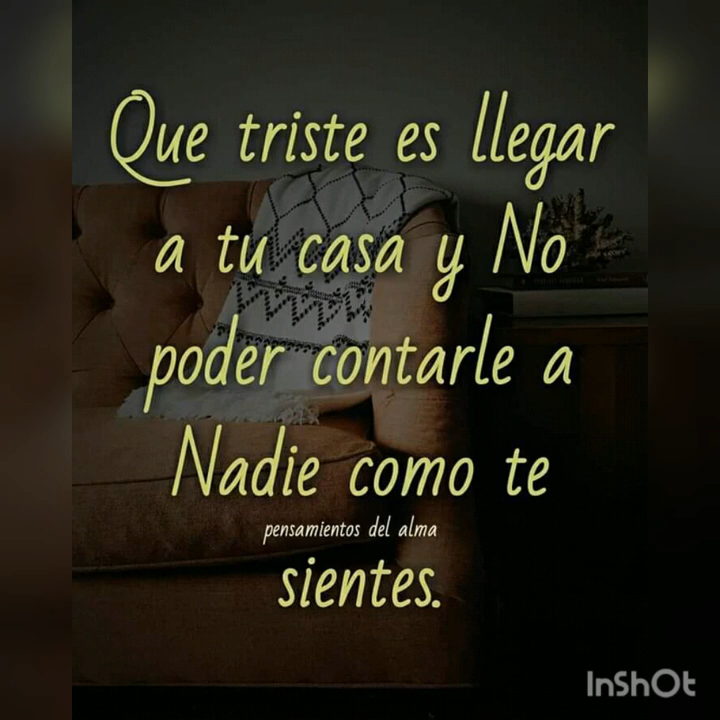 Que triste es llegar
a tu casa y No
poder contarle a
Nadie como te
pensamientos del alma
sientes.
InShOt